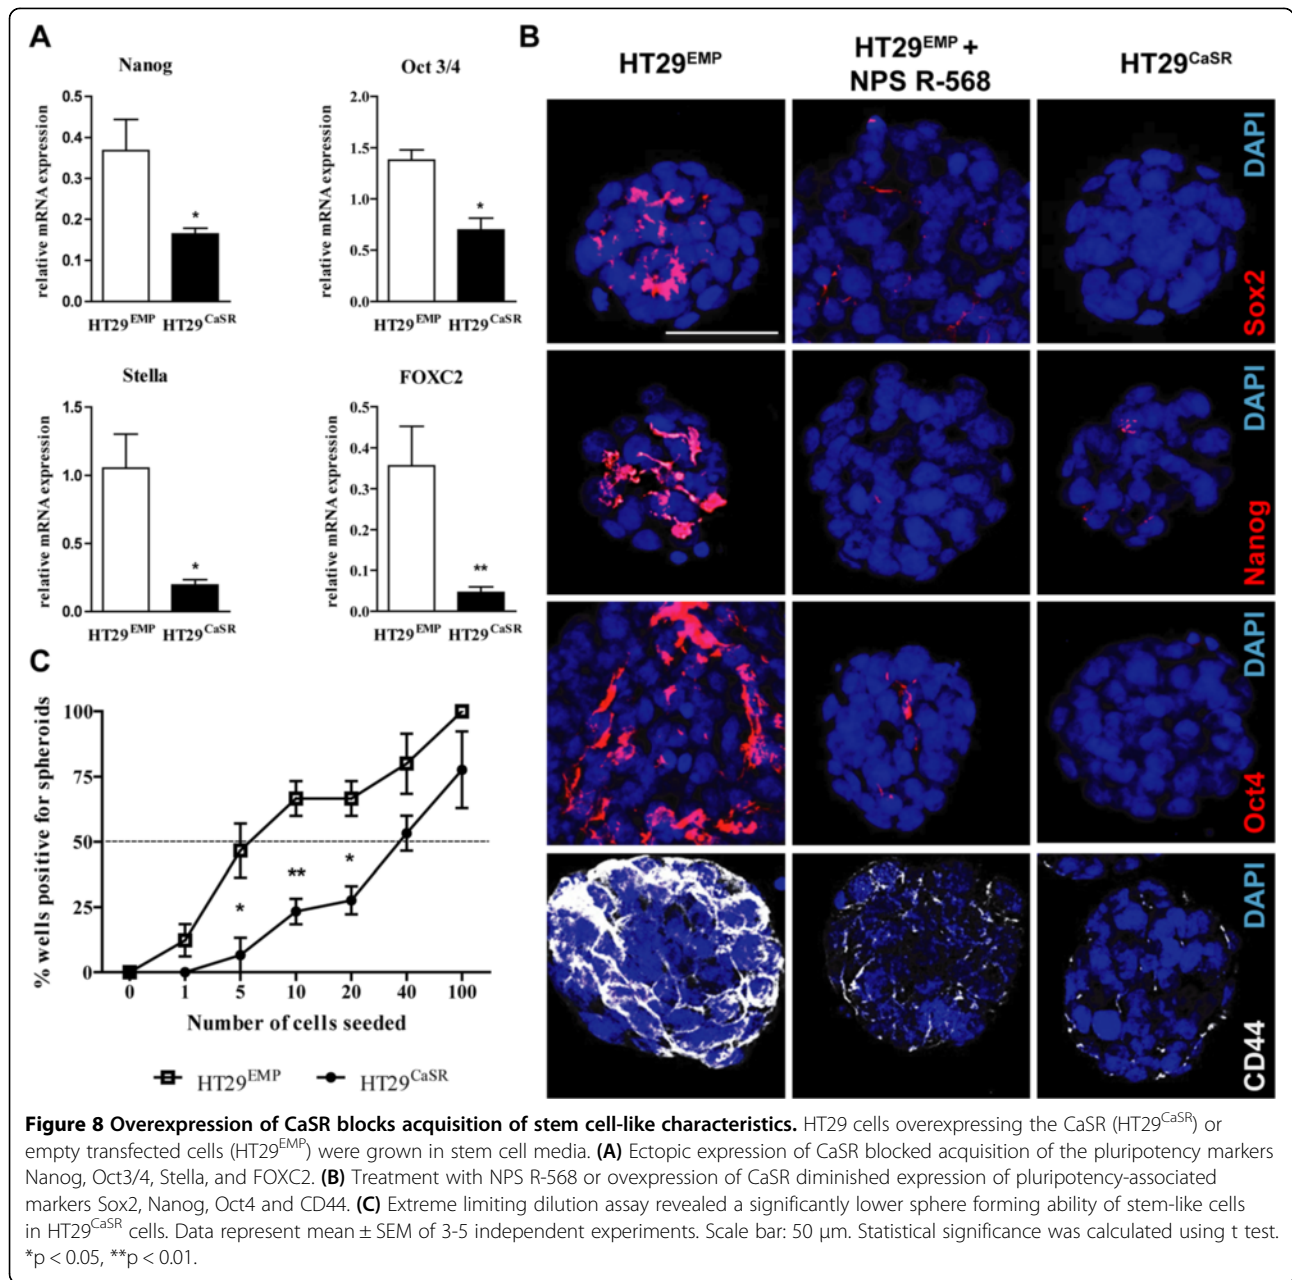 A
Nanog
relative mRNA expression
0.5
0.4
0.3
0.2
0.1
0.0
*
HT29EMP HT29CaSR
Oct 3/4
relative mRNA expression
2.0
1.5
1.0
0.5
0.0
*
HT29EMP HT29CaSR
Stella
relative mRNA expression
1.5
1.0
0.5
0.0
*
HT29EMP HT29CaSR
FOXC2
relative mRNA expression
0.5
0.4
0.3
0.2
0.1
0.0
**
HT29EMP HT29CaSR
B
HT29EMP
HT29EMP +
NPS R-568
HT29CaSR
Sox2 DAPI
Nanog DAPI
Oct4 DAPI
CD44 DAPI
C
% wells positive for spheroids
100
75
50
25
0
*
**
*
0 1 5 10 20 40 100
Number of cells seeded
HT29EMP HT29CaSR
Figure 8 Overexpression of CaSR blocks acquisition of stem cell-like characteristics. HT29 cells overexpressing the CaSR (HT29CaSR) or
empty transfected cells (HT29EMP) were grown in stem cell media. (A) Ectopic expression of CaSR blocked acquisition of the pluripotency markers
Nanog, Oct3/4, Stella, and FOXC2. (B) Treatment with NPS R-568 or ovexpression of CaSR diminished expression of pluripotency-associated
markers Sox2, Nanog, Oct4 and CD44. (C) Extreme limiting dilution assay revealed a significantly lower sphere forming ability of stem-like cells
in HT29CaSR cells. Data represent mean ± SEM of 3-5 independent experiments. Scale bar: 50 μm. Statistical significance was calculated using t test.
*p < 0.05, **p < 0.01.